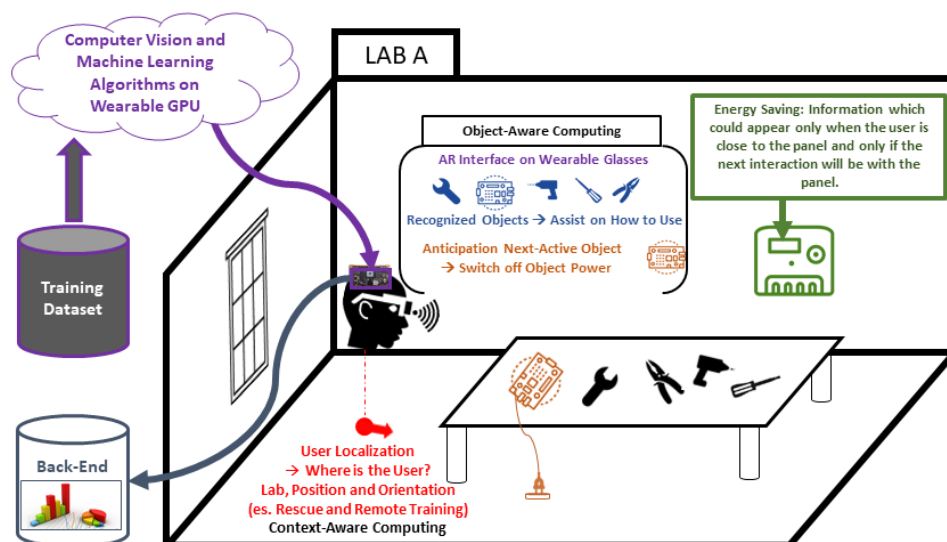 Computer Vision and
Machine Learning
Algorithms on
Wearable GPU
LAB A
Energy Saving: Information which
could appear only when the user is
close to the panel and only if the
next interaction will be with the
panel.
Object-Aware Computing
AR Interface on Wearable Glasses
Recognized Objects → Assist on How to Use
Anticipation Next-Active Object
→ Switch off Object Power
Training
Dataset
Back-End
User Localization
→ Where is the User?
Lab, Position and Orientation
(es. Rescue and Remote Training)
Context-Aware Computing